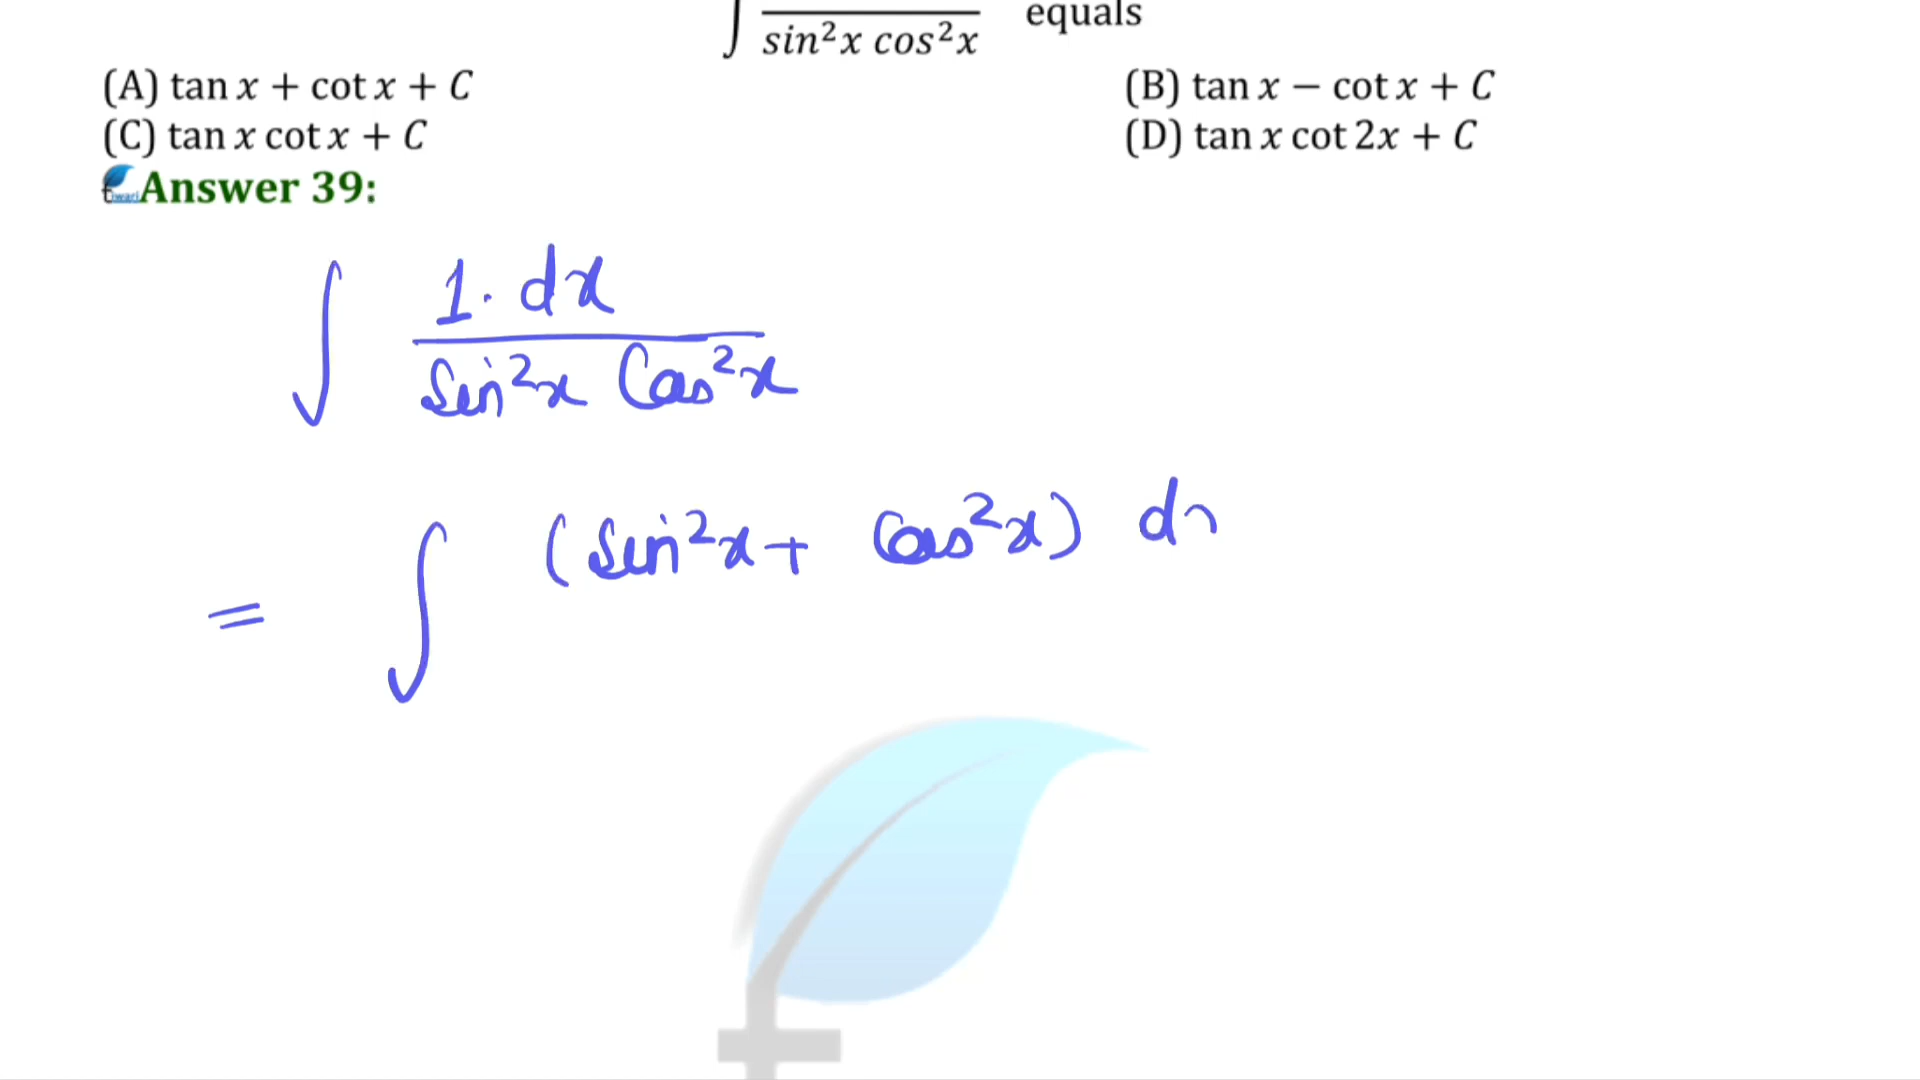 ∫ ―――――― equals
sin²x cos²x
(A) tan x + cot x + C
(B) tan x − cot x + C
(C) tan x cot x + C
(D) tan x cot 2x + C
Answer 39:
∫ 1. dx
Sin²x Cos²x
= ∫ (Sin²x + Cos²x) d